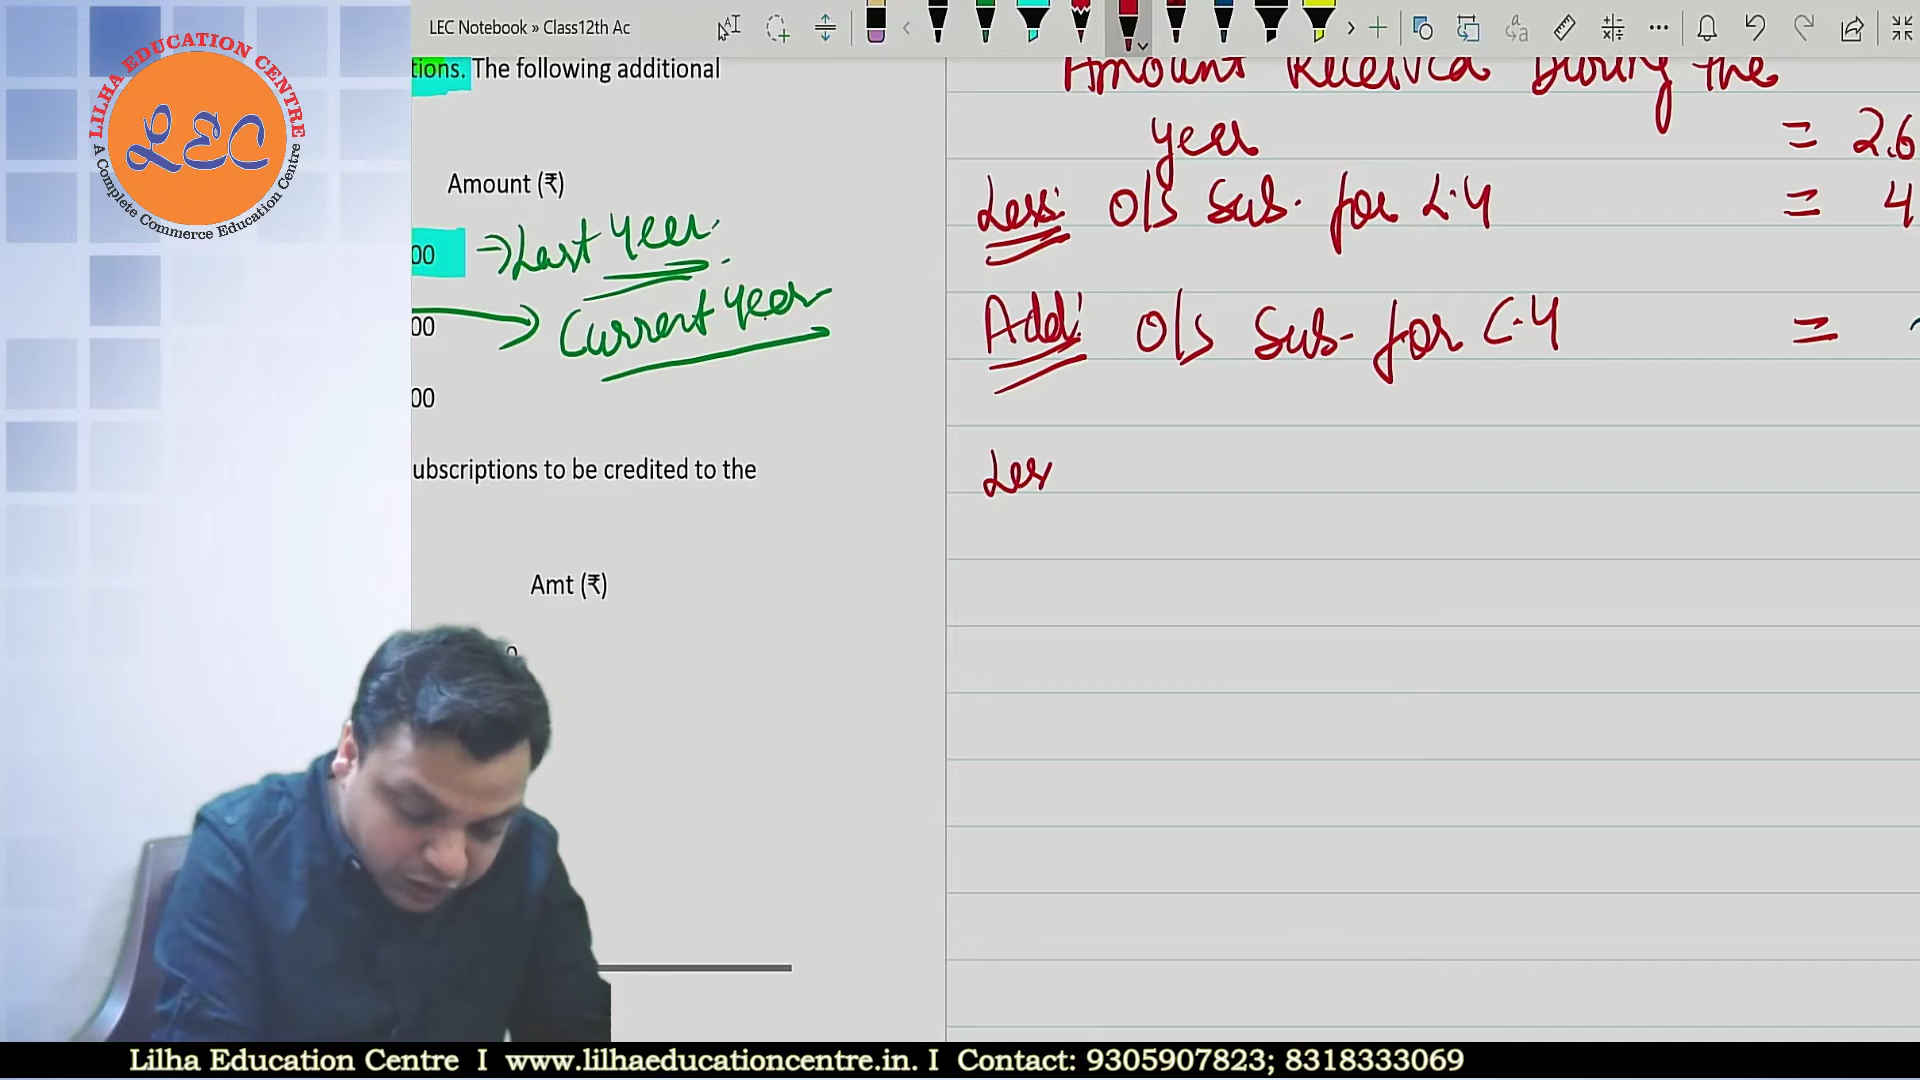 LILHA EDUCATION CENTRE
LEC
A Complete Commerce Education Centre
LEC Notebook » Class12th Ac
tions. The following additional
Amount (₹)
00 ⇒ Last year
00 → Current year
00
ubscriptions to be credited to the
Amt (₹)
0
Amount Received During the
year = 2.6
Less: O/s Sub. for L.Y = 4
Add: O/s Sub. for C.Y =
Les
Lilha Education Centre I www.lilhaeducationcentre.in. I Contact: 9305907823; 8318333069